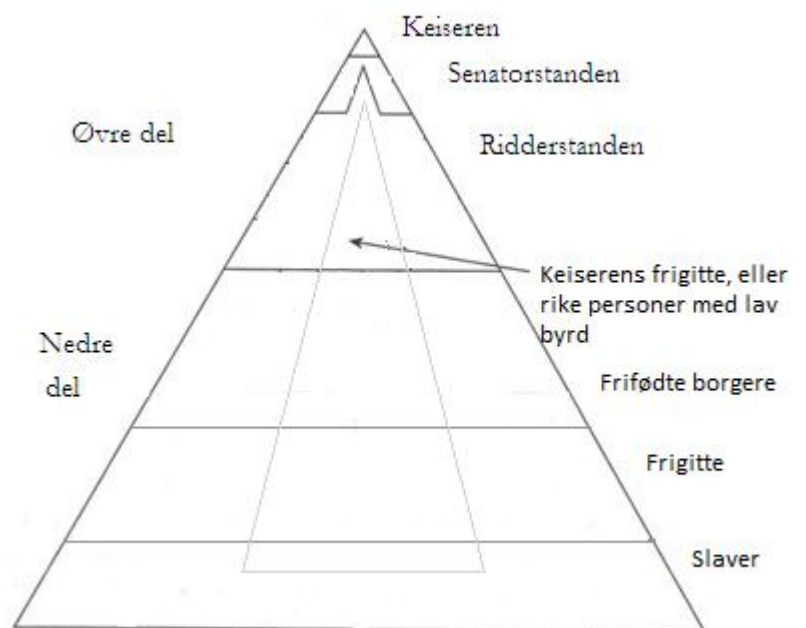 Keiseren
Senatorstanden
Øvre del
Ridderstanden
Keiserens frigitte, eller
rike personer med lav
byrd
Nedre
del
Frifødte borgere
Frigitte
Slaver